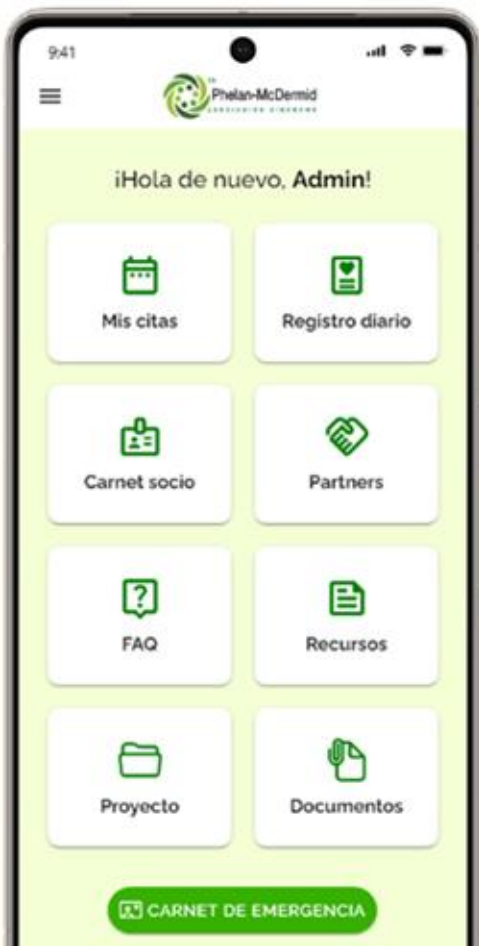 9:41
Phelan-McDermid
¡Hola de nuevo, Admin!
Mis citas
Registro diario
Carnet socio
Partners
FAQ
Recursos
Proyecto
Documentos
CARNET DE EMERGENCIA